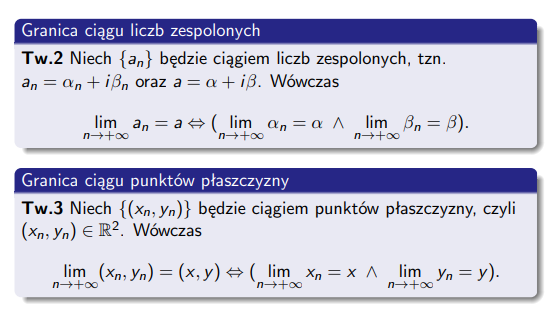 Granica ciągu liczb zespolonych
Tw.2 Niech {aₙ} będzie ciągiem liczb zespolonych, tzn.
aₙ = αₙ + iβₙ oraz a = α + iβ. Wówczas
lim n→+∞ aₙ = a ⇔ ( lim n→+∞ αₙ = α ∧ lim n→+∞ βₙ = β).
Granica ciągu punktów płaszczyzny
Tw.3 Niech {(xₙ, yₙ)} będzie ciągiem punktów płaszczyzny, czyli
(xₙ, yₙ) ∈ ℝ². Wówczas
lim n→+∞ (xₙ, yₙ) = (x, y) ⇔ ( lim n→+∞ xₙ = x ∧ lim n→+∞ yₙ = y).